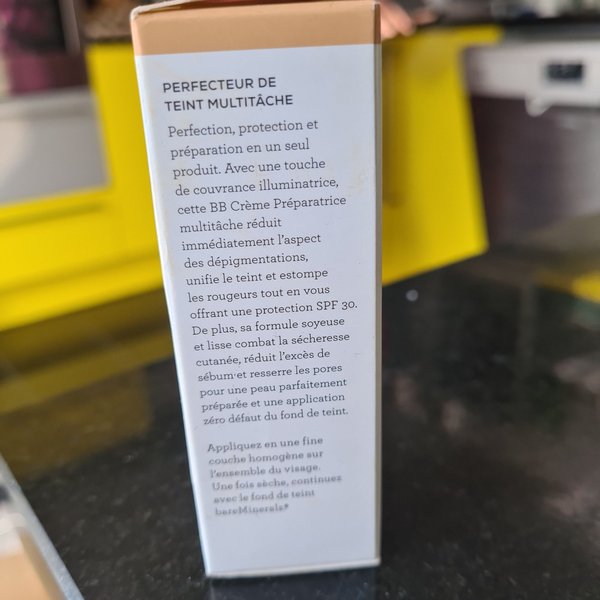 PERFECTEUR DE
TEINT MULTITÂCHE
Perfection, protection et
préparation en un seul
produit. Avec une touche
de couvrance illuminatrice,
cette BB Crème Préparatrice
multitâche réduit
immédiatement l'aspect
des dépigmentations,
unifie le teint et estompe
les rougeurs tout en vous
offrant une protection SPF 30.
De plus, sa formule soyeuse
et lisse combat la sécheresse
cutanée, réduit l'excès de
sébum et resserre les pores
pour une peau parfaitement
préparée et une application
zéro défaut du fond de teint.
Appliquez en une fine
couche homogène sur
l'ensemble du visage.
Une fois sèche, continuez
avec le fond de teint
bareMinerals®